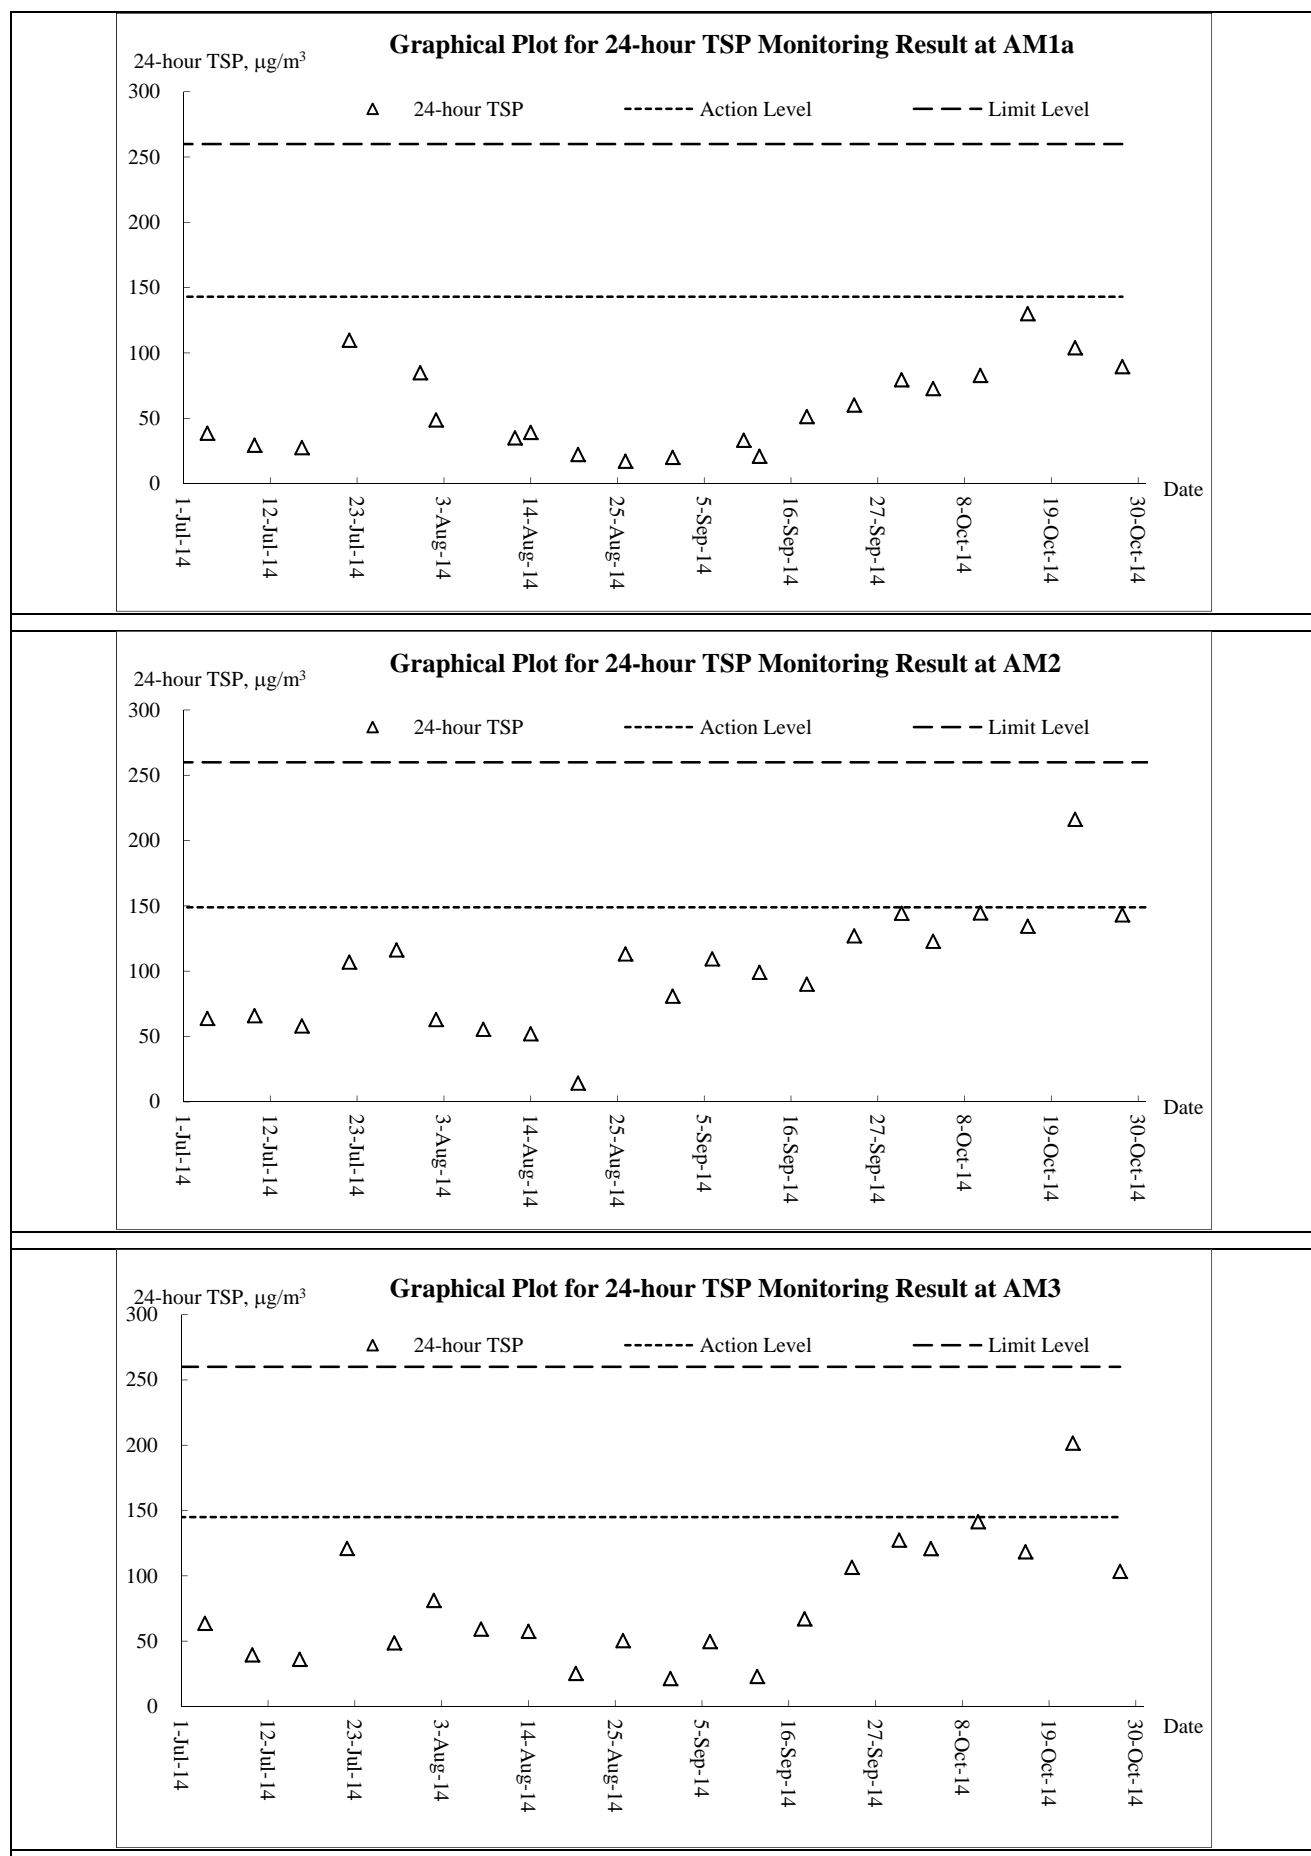 Graphical Plot for 24-hour TSP Monitoring Result at AM1a
24-hour TSP, μg/m³
24-hour TSP Action Level Limit Level
300
250
200
150
100
50
0
1-Jul-14 12-Jul-14 23-Jul-14 3-Aug-14 14-Aug-14 25-Aug-14 5-Sep-14 16-Sep-14 27-Sep-14 8-Oct-14 19-Oct-14 30-Oct-14
Date
Graphical Plot for 24-hour TSP Monitoring Result at AM2
24-hour TSP, μg/m³
24-hour TSP Action Level Limit Level
300
250
200
150
100
50
0
1-Jul-14 12-Jul-14 23-Jul-14 3-Aug-14 14-Aug-14 25-Aug-14 5-Sep-14 16-Sep-14 27-Sep-14 8-Oct-14 19-Oct-14 30-Oct-14
Date
Graphical Plot for 24-hour TSP Monitoring Result at AM3
24-hour TSP, μg/m³
24-hour TSP Action Level Limit Level
300
250
200
150
100
50
0
1-Jul-14 12-Jul-14 23-Jul-14 3-Aug-14 14-Aug-14 25-Aug-14 5-Sep-14 16-Sep-14 27-Sep-14 8-Oct-14 19-Oct-14 30-Oct-14
Date